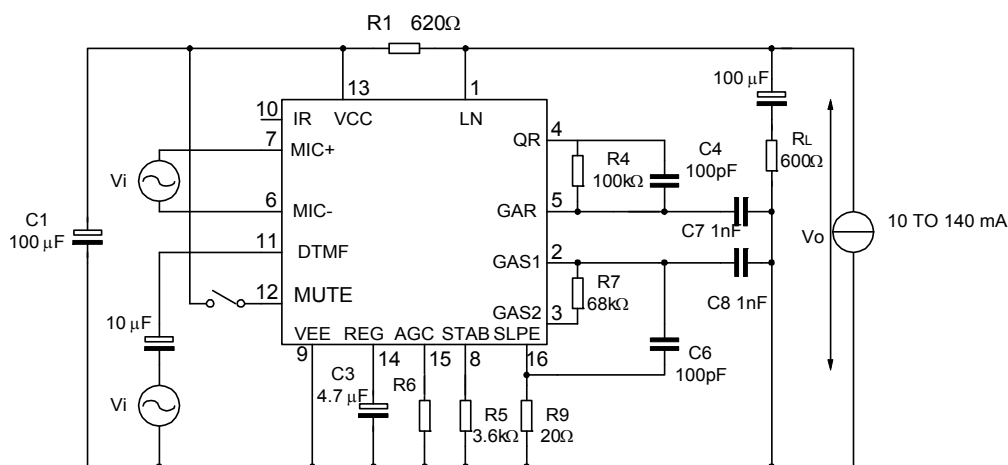 R1 620Ω
13
1
100 μF
10
IR
VCC
LN
7
MIC+
QR
4
R4
100kΩ
C4
100pF
RL
600Ω
Vi
6
MIC-
GAR
5
C1
100 μF
C7 1nF
Vo
10 TO 140 mA
11
DTMF
GAS1
2
R7
68kΩ
C8 1nF
12
MUTE
GAS2
3
10 μF
VEE
REG
AGC
STAB
SLPE
9
14
15
8
16
C6
100pF
C3
4.7 μF
R6
Vi
R5
3.6kΩ
R9
20Ω